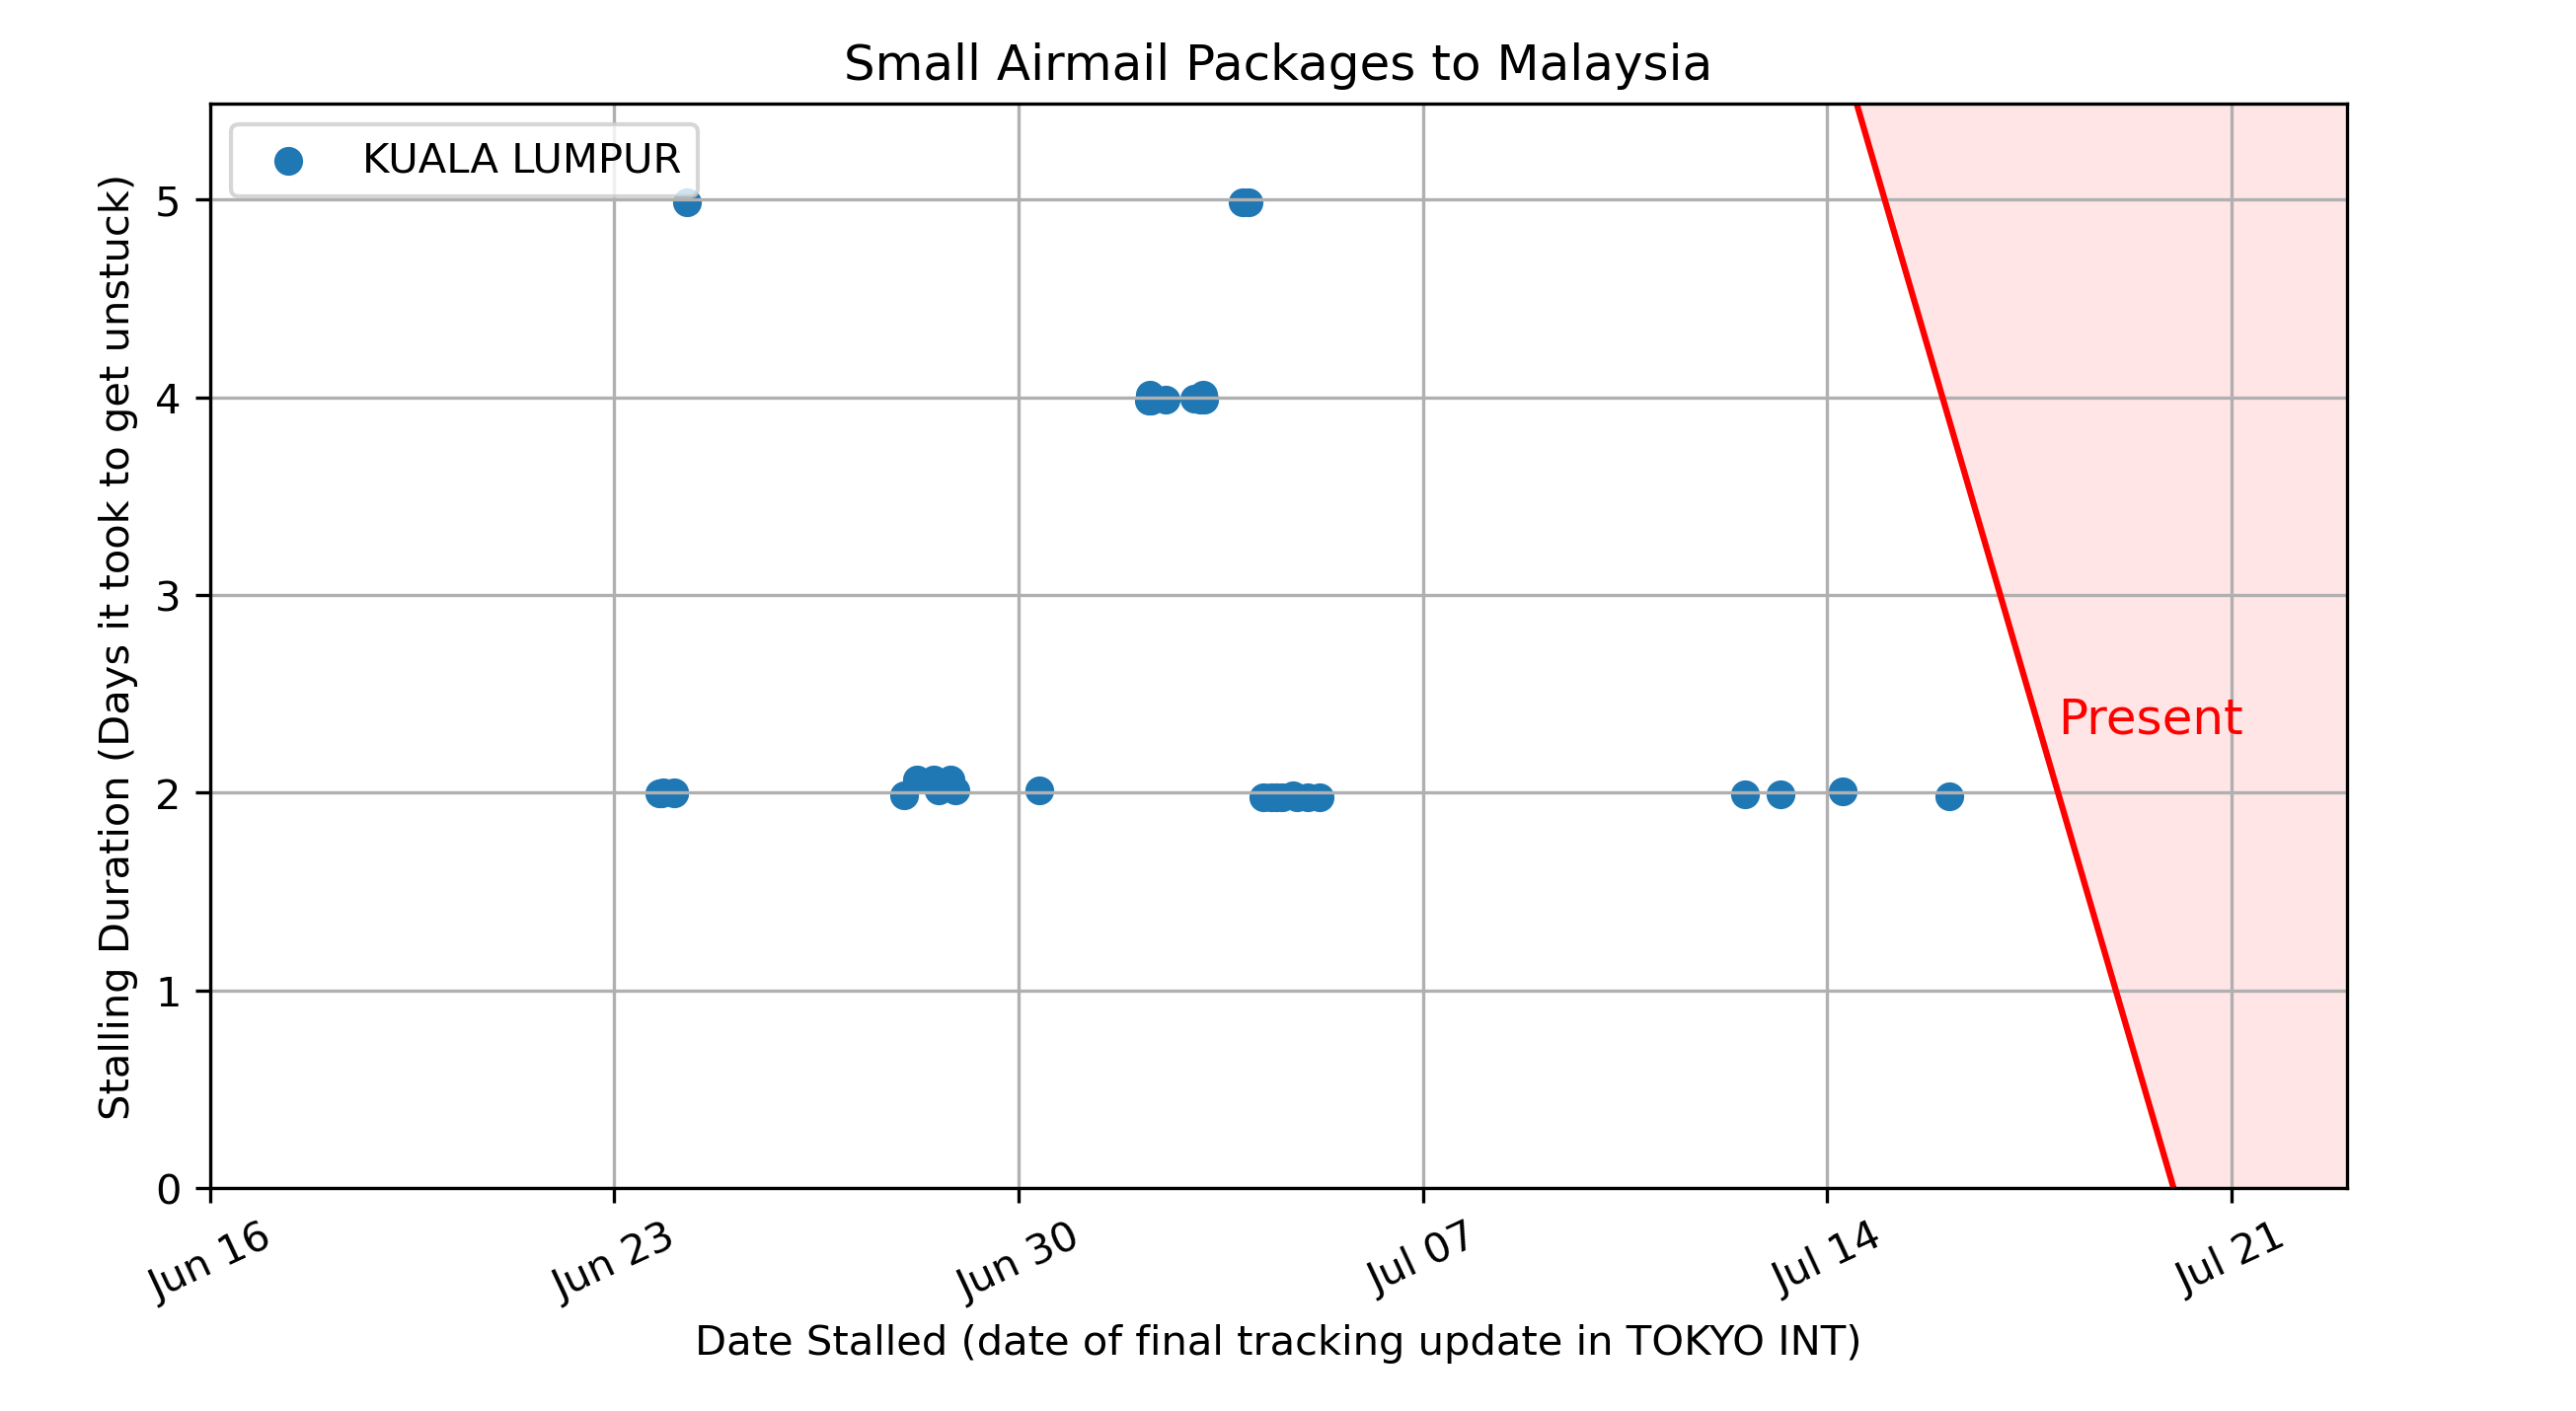 Small Airmail Packages to Malaysia
KUALA LUMPUR
Stalling Duration (Days it took to get unstuck)
5
4
3
2
1
0
Present
Jun 16
Jun 23
Jun 30
Jul 07
Jul 14
Jul 21
Date Stalled (date of final tracking update in TOKYO INT)